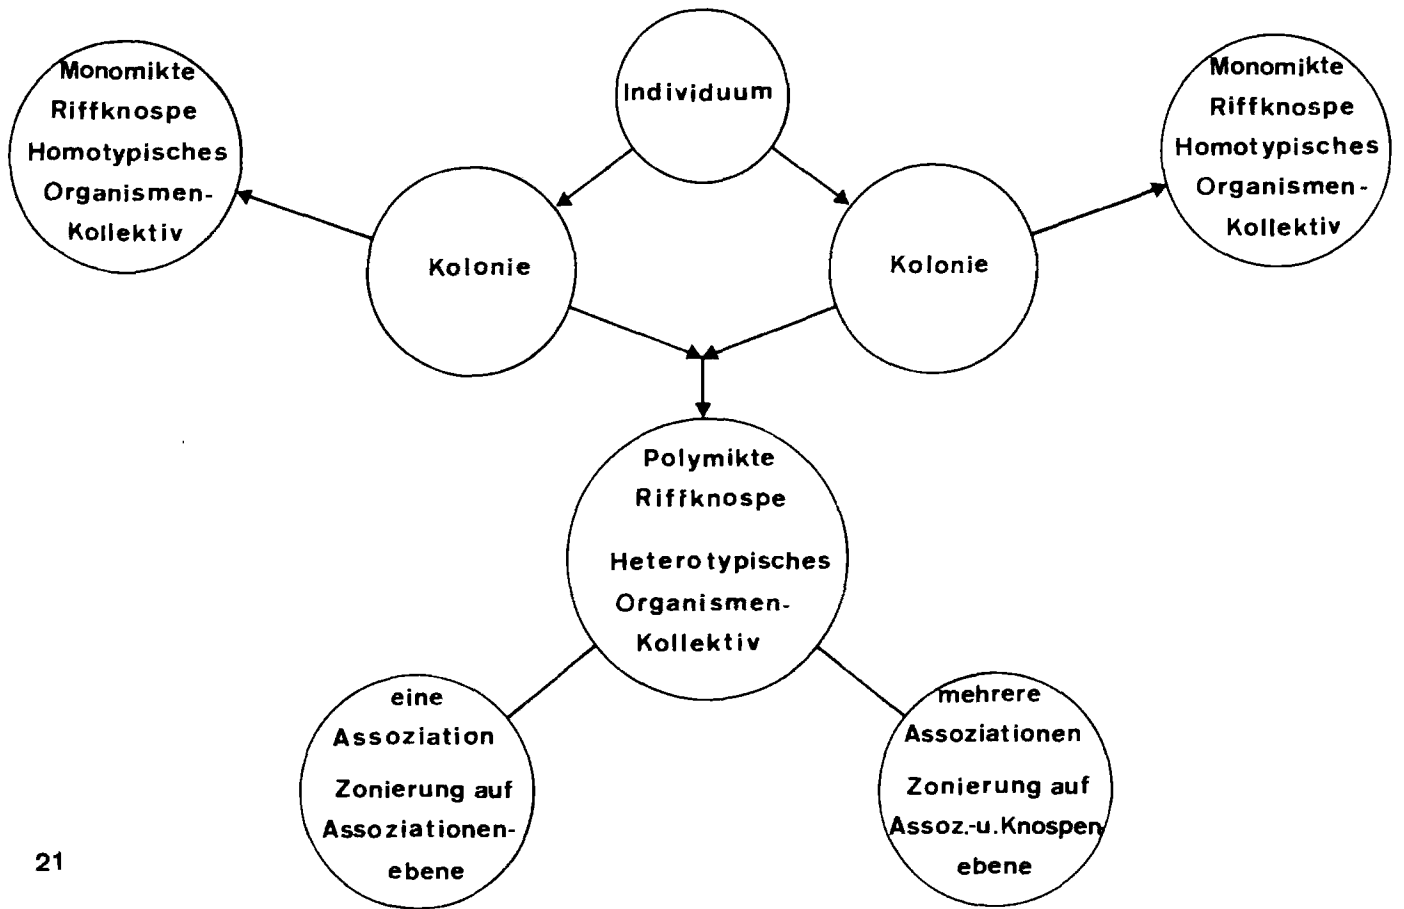 Monomikte
Riffknospe
Homotypisches
Organismen-
Kollektiv
Individuum
Monomikte
Riffknospe
Homotypisches
Organismen-
Kollektiv
Kolonie
Kolonie
Polymikte
Riffknospe
Heterotypisches
Organismen-
Kollektiv
eine
Assoziation
Zonierung auf
Assoziationen-
ebene
mehrere
Assoziationen
Zonierung auf
Assoz.-u.Knospen
ebene
21